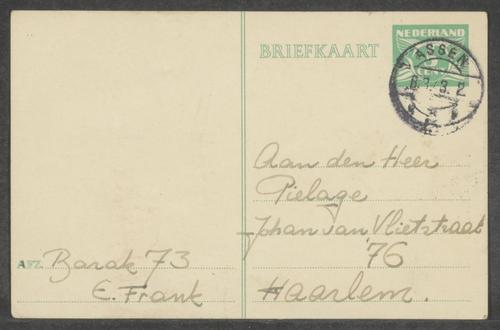 NEDERLAND
BRIEFKAART
ASSEN
Aan den Heer
Pielage
Johan van Vlietstraat
76
Haarlem.
AFZ. Barak 73
E. Frank